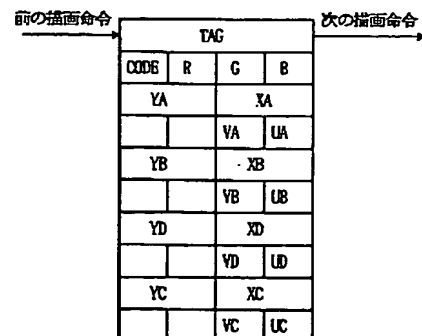 前の描画命令
次の描画命令
TAG
CODE R G B
YA XA
VA UA
YB XB
VB UB
YD XD
VD UD
YC XC
VC UC